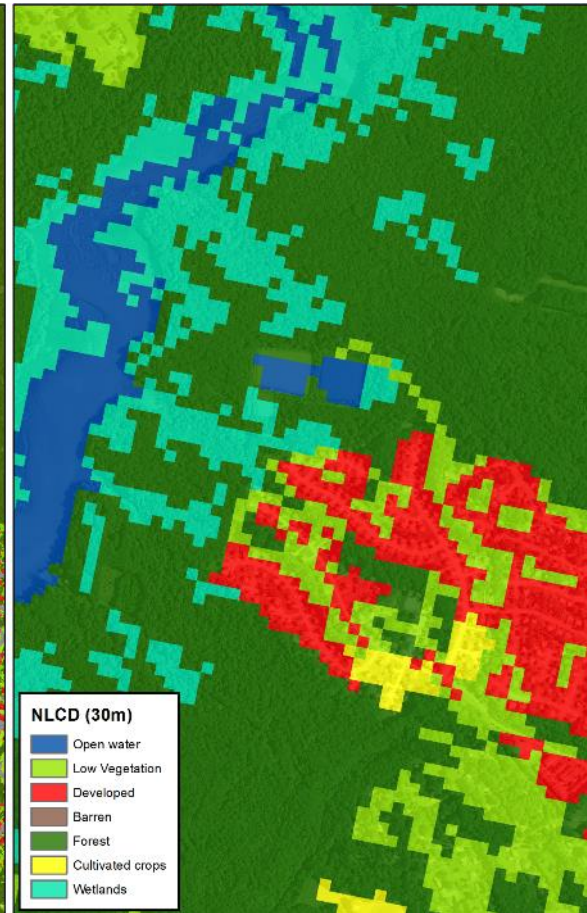 NLCD (30m)
Open water
Low Vegetation
Developed
Barren
Forest
Cultivated crops
Wetlands